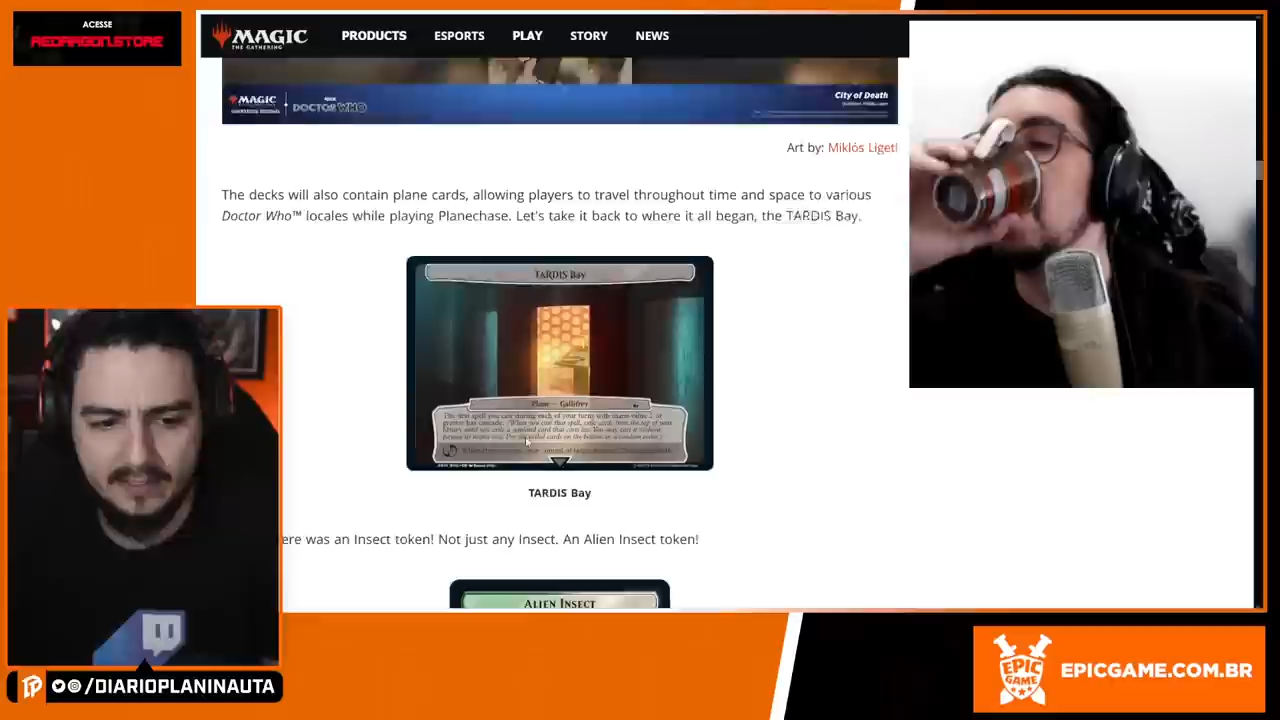 ACESSE
REDRAGON.STORE
MAGIC
THE GATHERING
PRODUCTS
ESPORTS
PLAY
STORY
NEWS
MAGIC
DOCTOR WHO
City of Death
Art by: Miklós Ligeti
The decks will also contain plane cards, allowing players to travel throughout time and space to various
Doctor Who™ locales while playing Planechase. Let's take it back to where it all began, the TARDIS Bay.
TARDIS Bay
Plane — Gallifrey
TARDIS Bay
ere was an Insect token! Not just any Insect. An Alien Insect token!
ALIEN INSECT
/DIARIOPLANINAUTA
EPIC
GAME
EPICGAME.COM.BR